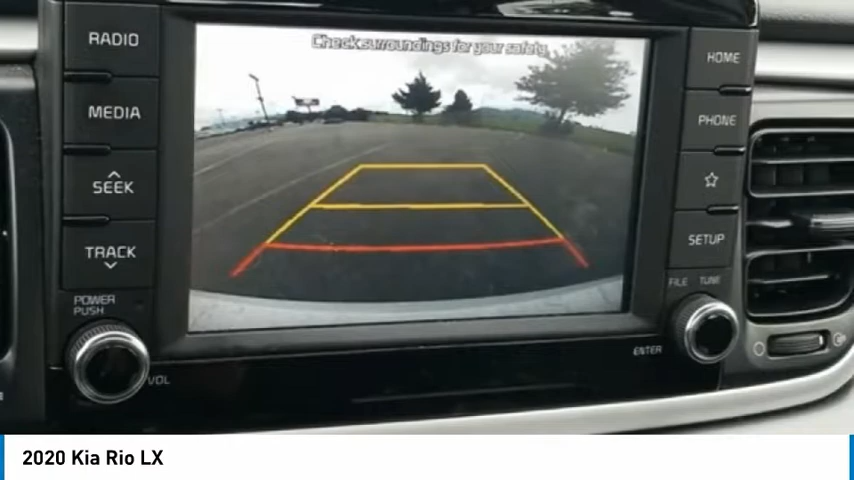 Check surroundings for your safety
RADIO
MEDIA
SEEK
TRACK
POWER
PUSH
VOL
HOME
PHONE
SETUP
FILE TUNE
ENTER
2020 Kia Rio LX